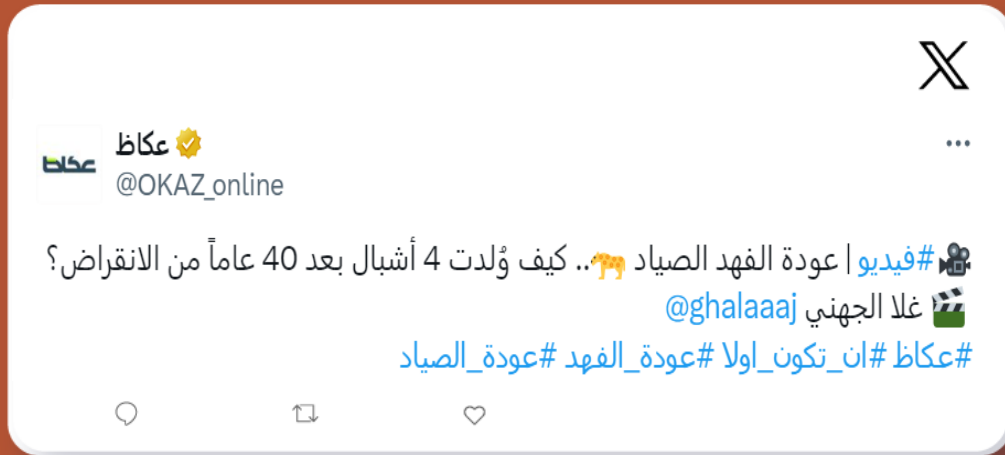 عكاظ
عكاظ
@OKAZ_online
🎥#فيديو | عودة الفهد الصياد 🐆.. كيف وُلدت 4 أشبال بعد 40 عاماً من الانقراض؟
🎬 غلا الجهني @ghalaaaj
#عكاظ #ان_تكون_اولا #عودة_الفهد #عودة_الصياد